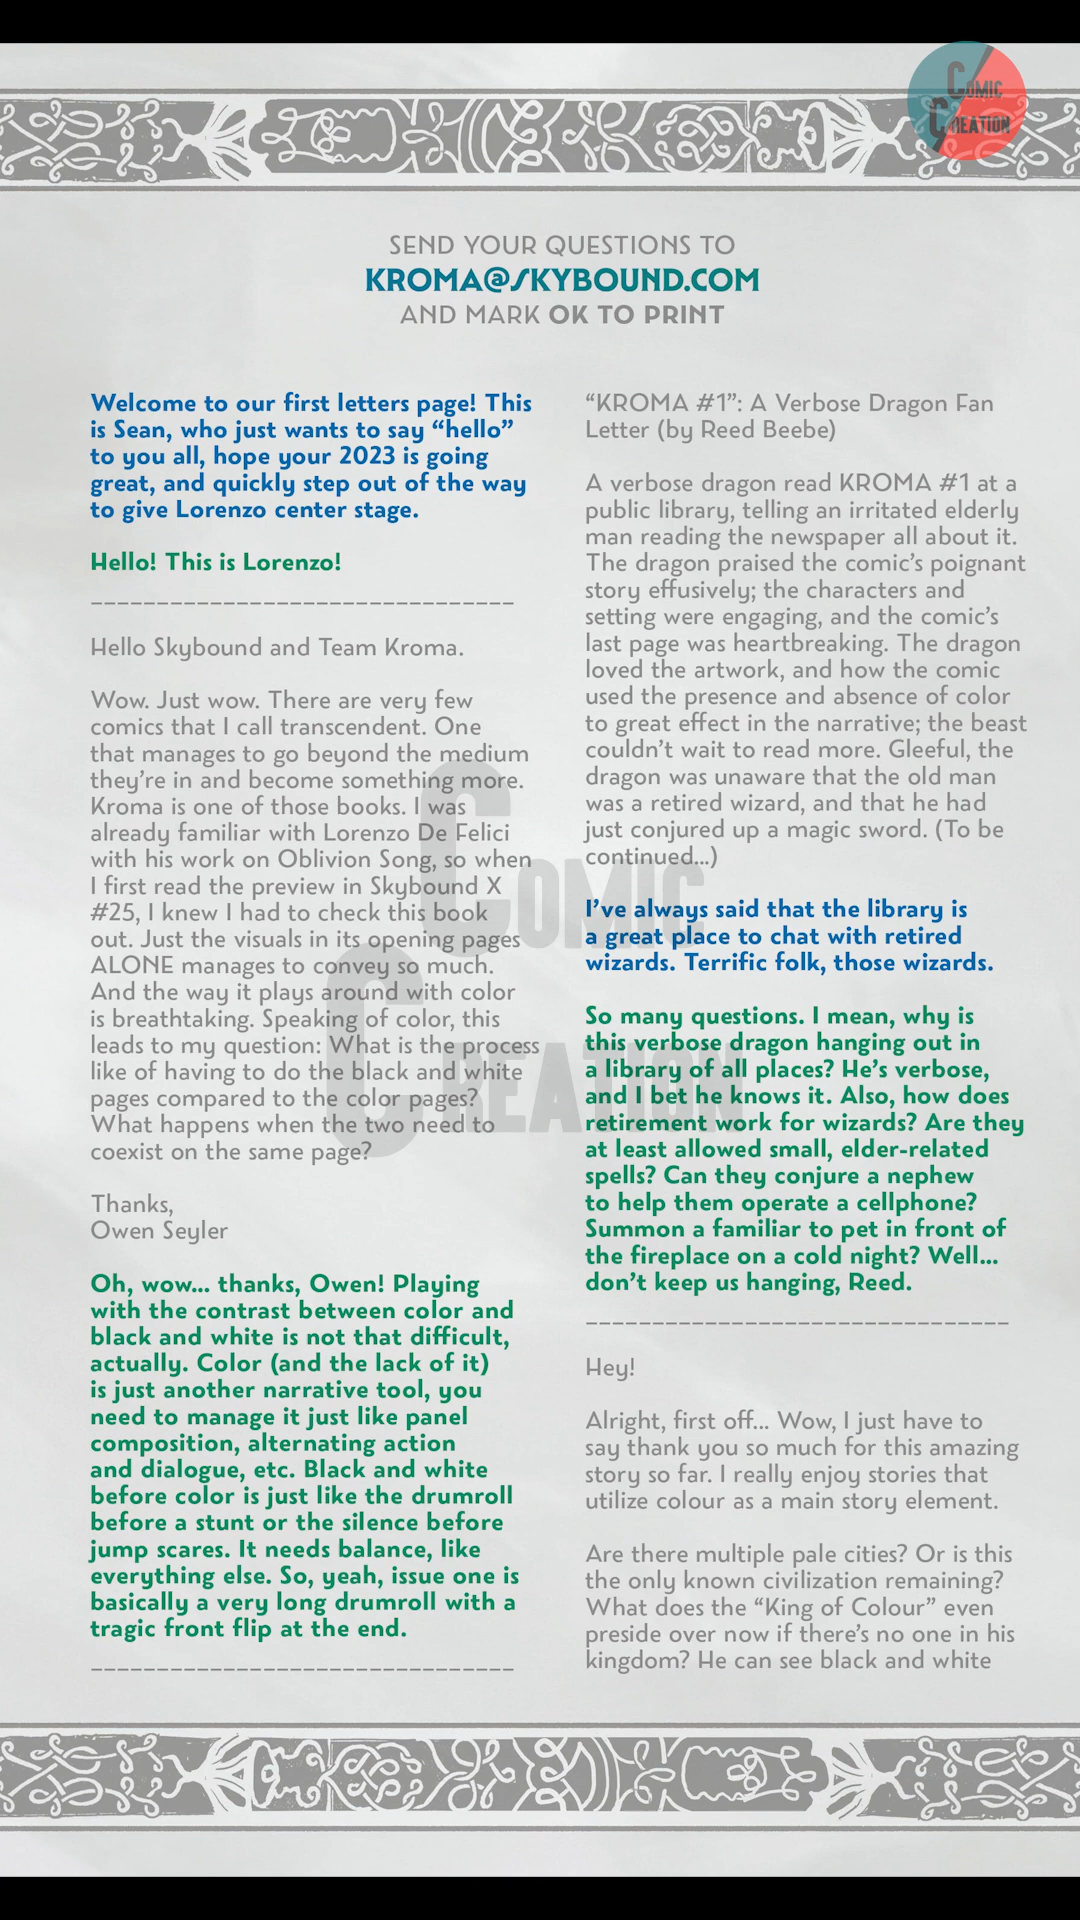 COMIC
CREATION
SEND YOUR QUESTIONS TO
KROMA@SKYBOUND.COM
AND MARK OK TO PRINT
Welcome to our first letters page! This
is Sean, who just wants to say “hello”
to you all, hope your 2023 is going
great, and quickly step out of the way
to give Lorenzo center stage.
Hello! This is Lorenzo!
Hello Skybound and Team Kroma.
Wow. Just wow. There are very few
comics that I call transcendent. One
that manages to go beyond the medium
they’re in and become something more.
Kroma is one of those books. I was
already familiar with Lorenzo De Felici
with his work on Oblivion Song, so when
I first read the preview in Skybound X
#25, I knew I had to check this book
out. Just the visuals in its opening pages
ALONE manages to convey so much.
And the way it plays around with color
is breathtaking. Speaking of color, this
leads to my question: What is the process
like of having to do the black and white
pages compared to the color pages?
What happens when the two need to
coexist on the same page?
Thanks,
Owen Seyler
Oh, wow... thanks, Owen! Playing
with the contrast between color and
black and white is not that difficult,
actually. Color (and the lack of it)
is just another narrative tool, you
need to manage it just like panel
composition, alternating action
and dialogue, etc. Black and white
before color is just like the drumroll
before a stunt or the silence before
jump scares. It needs balance, like
everything else. So, yeah, issue one is
basically a very long drumroll with a
tragic front flip at the end.
“KROMA #1”: A Verbose Dragon Fan
Letter (by Reed Beebe)
A verbose dragon read KROMA #1 at a
public library, telling an irritated elderly
man reading the newspaper all about it.
The dragon praised the comic’s poignant
story effusively; the characters and
setting were engaging, and the comic’s
last page was heartbreaking. The dragon
loved the artwork, and how the comic
used the presence and absence of color
to great effect in the narrative; the beast
couldn’t wait to read more. Gleeful, the
dragon was unaware that the old man
was a retired wizard, and that he had
just conjured up a magic sword. (To be
continued...)
I’ve always said that the library is
a great place to chat with retired
wizards. Terrific folk, those wizards.
So many questions. I mean, why is
this verbose dragon hanging out in
a library of all places? He’s verbose,
and I bet he knows it. Also, how does
retirement work for wizards? Are they
at least allowed small, elder-related
spells? Can they conjure a nephew
to help them operate a cellphone?
Summon a familiar to pet in front of
the fireplace on a cold night? Well...
don’t keep us hanging, Reed.
Hey!
Alright, first off... Wow, I just have to
say thank you so much for this amazing
story so far. I really enjoy stories that
utilize colour as a main story element.
Are there multiple pale cities? Or is this
the only known civilization remaining?
What does the “King of Colour” even
preside over now if there’s no one in his
kingdom? He can see black and white
COMIC
CREATION